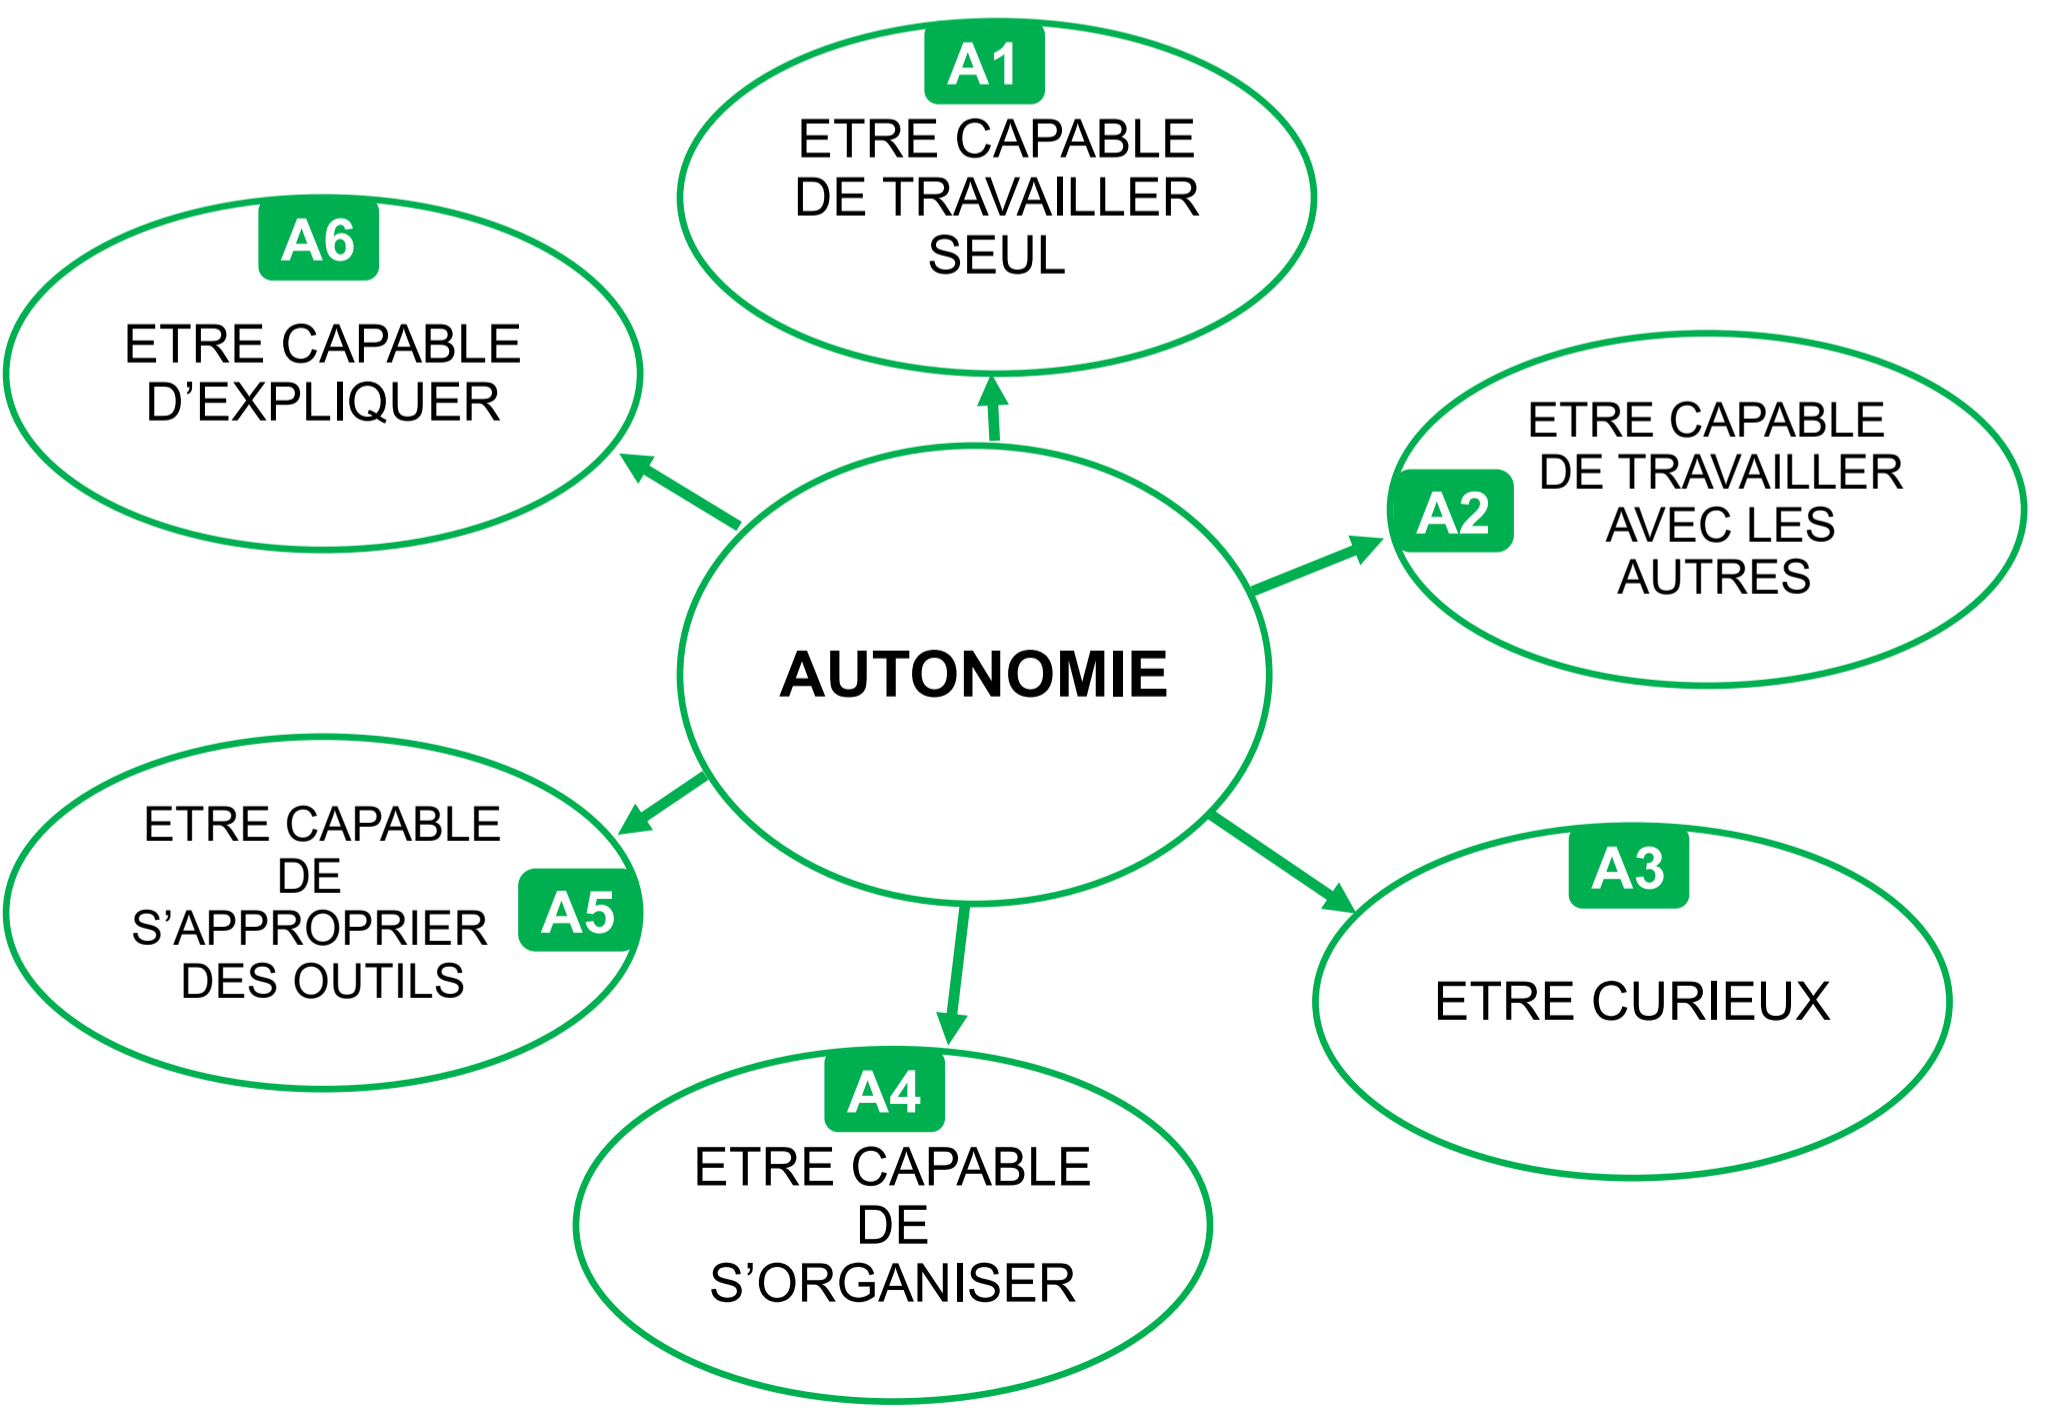 A1
ETRE CAPABLE
DE TRAVAILLER
SEUL
A6
ETRE CAPABLE
D’EXPLIQUER
A2
ETRE CAPABLE
DE TRAVAILLER
AVEC LES
AUTRES
AUTONOMIE
A5
ETRE CAPABLE
DE
S’APPROPRIER
DES OUTILS
A3
ETRE CURIEUX
A4
ETRE CAPABLE
DE
S’ORGANISER